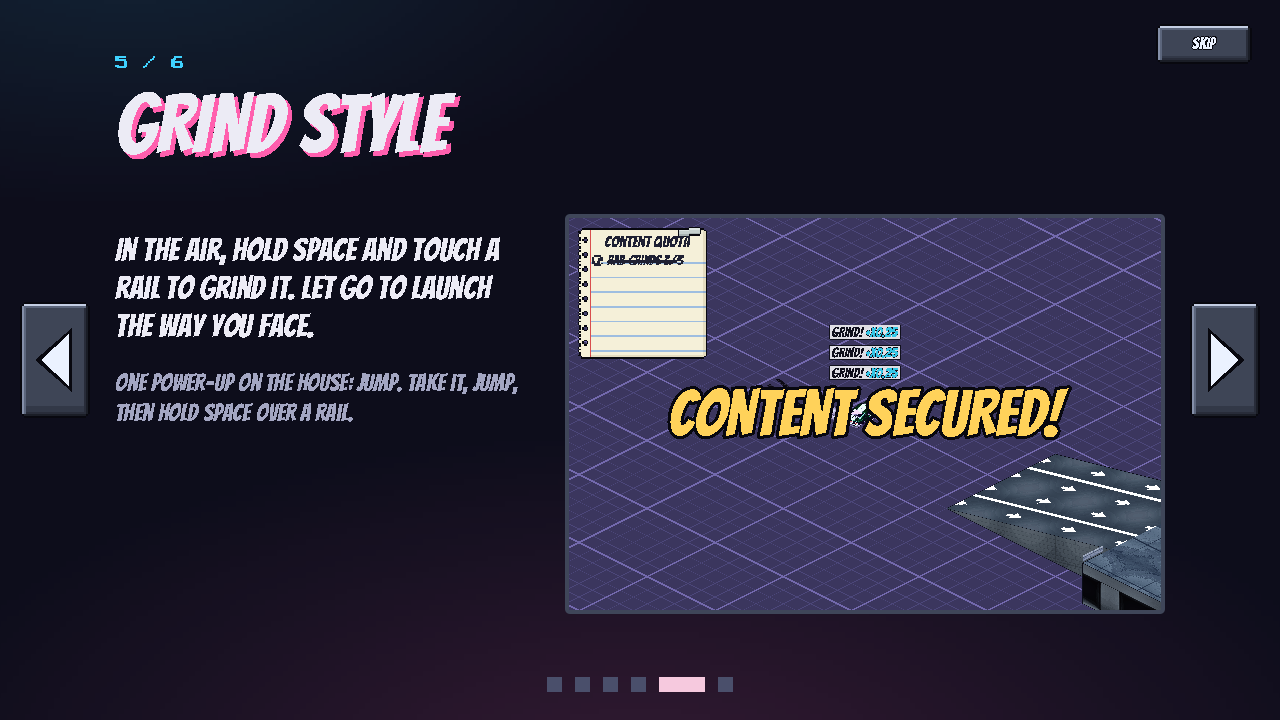 5 / 6
SKIP
GRIND STYLE
IN THE AIR, HOLD SPACE AND TOUCH A
RAIL TO GRIND IT. LET GO TO LAUNCH
THE WAY YOU FACE.
ONE POWER-UP ON THE HOUSE: JUMP. TAKE IT, JUMP,
THEN HOLD SPACE OVER A RAIL.
CONTENT QUOTA
GRIND!
GRIND!
GRIND!
CONTENT SECURED!